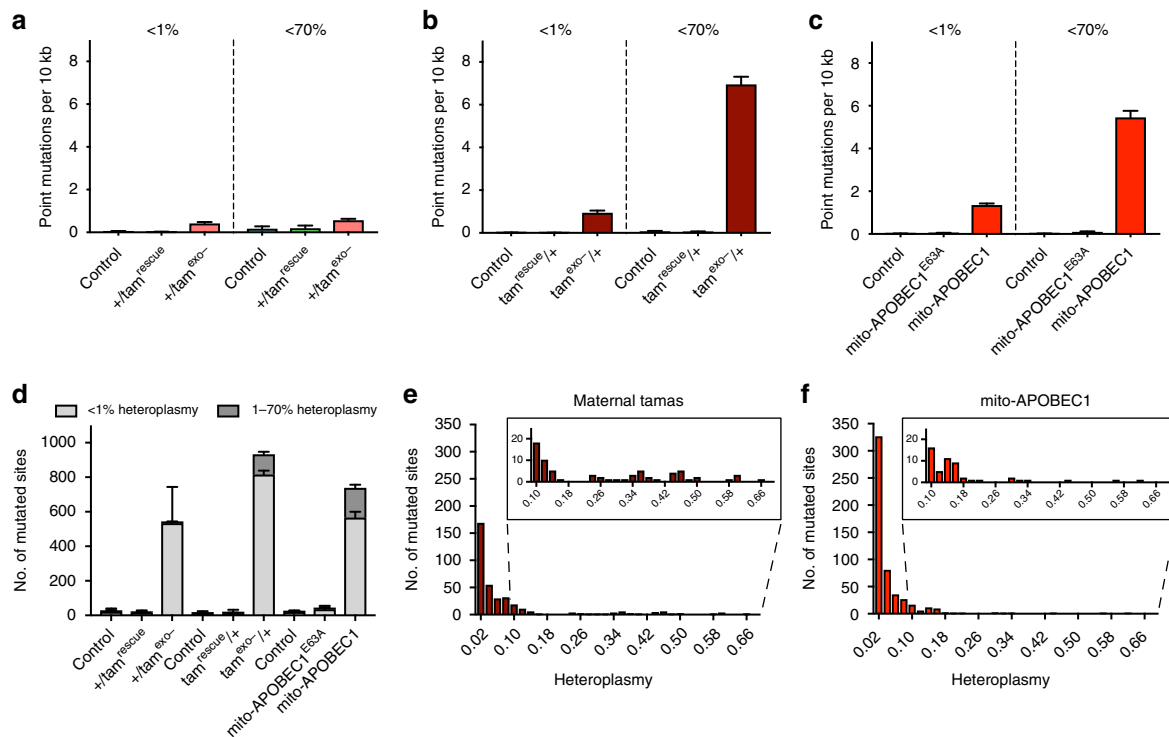 a
<1%
<70%
Point mutations per 10 kb
8
6
4
2
0
Control
+/tam^rescue
+/tam^exo–
Control
+/tam^rescue
+/tam^exo–
b
<1%
<70%
Point mutations per 10 kb
8
6
4
2
0
Control
tam^rescue/+
tam^exo–/+
Control
tam^rescue/+
tam^exo–/+
c
<1%
<70%
Point mutations per 10 kb
8
6
4
2
0
Control
mito-APOBEC1^E63A
mito-APOBEC1
Control
mito-APOBEC1^E63A
mito-APOBEC1
d
<1% heteroplasmy
1–70% heteroplasmy
No. of mutated sites
1000
800
600
400
200
0
Control
+/tam^rescue
+/tam^exo–
Control
tam^rescue/+
tam^exo–/+
Control
mito-APOBEC1^E63A
mito-APOBEC1
e
Maternal tamas
No. of mutated sites
350
300
250
200
150
100
50
0
20
10
0
0.10
0.18
0.26
0.34
0.42
0.50
0.58
0.66
0.02
0.10
0.18
0.26
0.34
0.42
0.50
0.58
0.66
Heteroplasmy
f
mito-APOBEC1
No. of mutated sites
350
300
250
200
150
100
50
0
20
10
0
0.10
0.18
0.26
0.34
0.42
0.50
0.58
0.66
0.02
0.10
0.18
0.26
0.34
0.42
0.50
0.58
0.66
Heteroplasmy